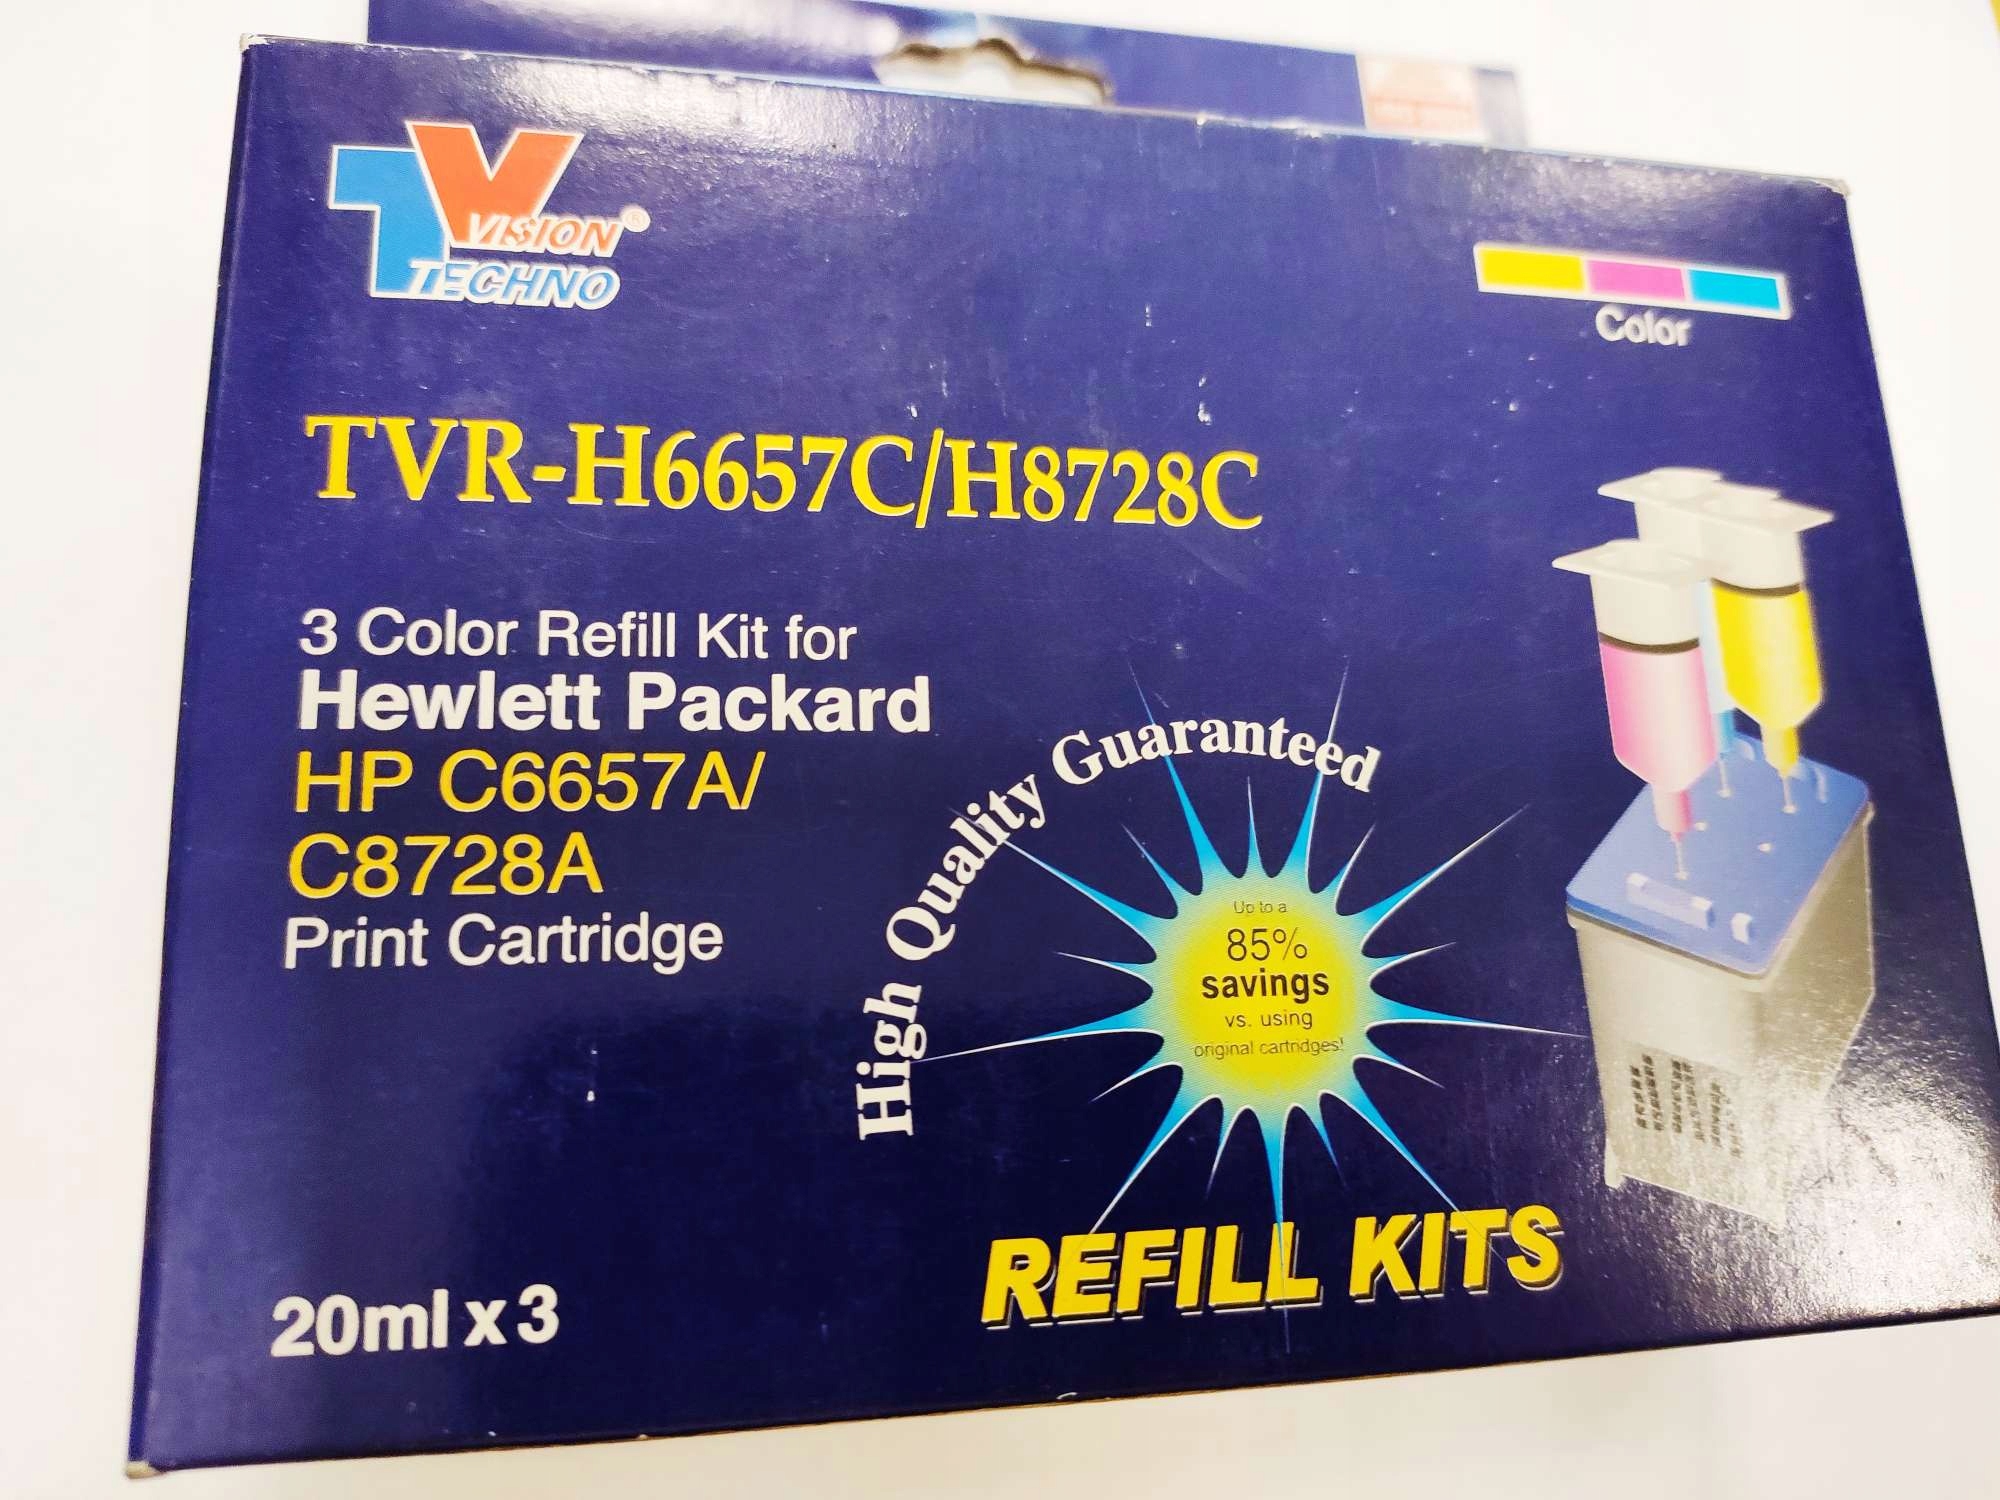 VISION®
TECHNO
Color
TVR-H6657C/H8728C
3 Color Refill Kit for
Hewlett Packard
HP C6657A/
C8728A
Print Cartridge
High Quality Guaranteed
Up to a
85%
savings
vs. using
original cartridges!
REFILL KITS
20ml x 3